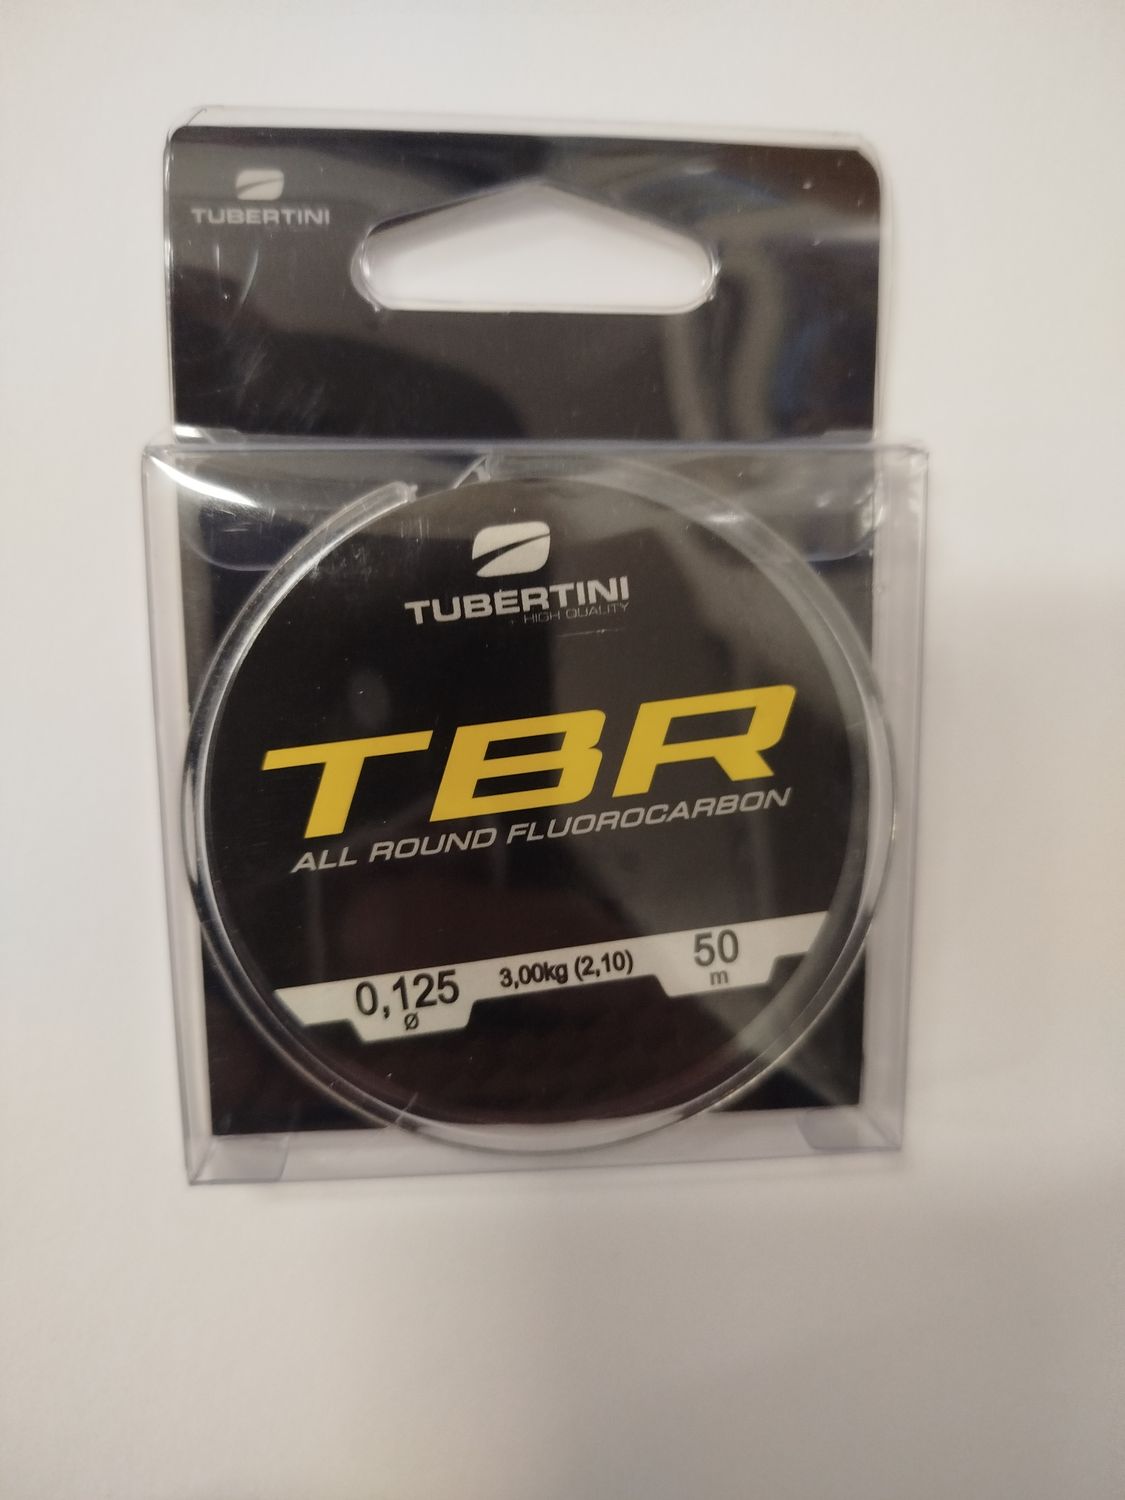 TUBERTINI
TUBERTINI
HIGH QUALITY
TBR
ALL ROUND FLUOROCARBON
0,125
Ø
3,00kg (2,10)
50
m